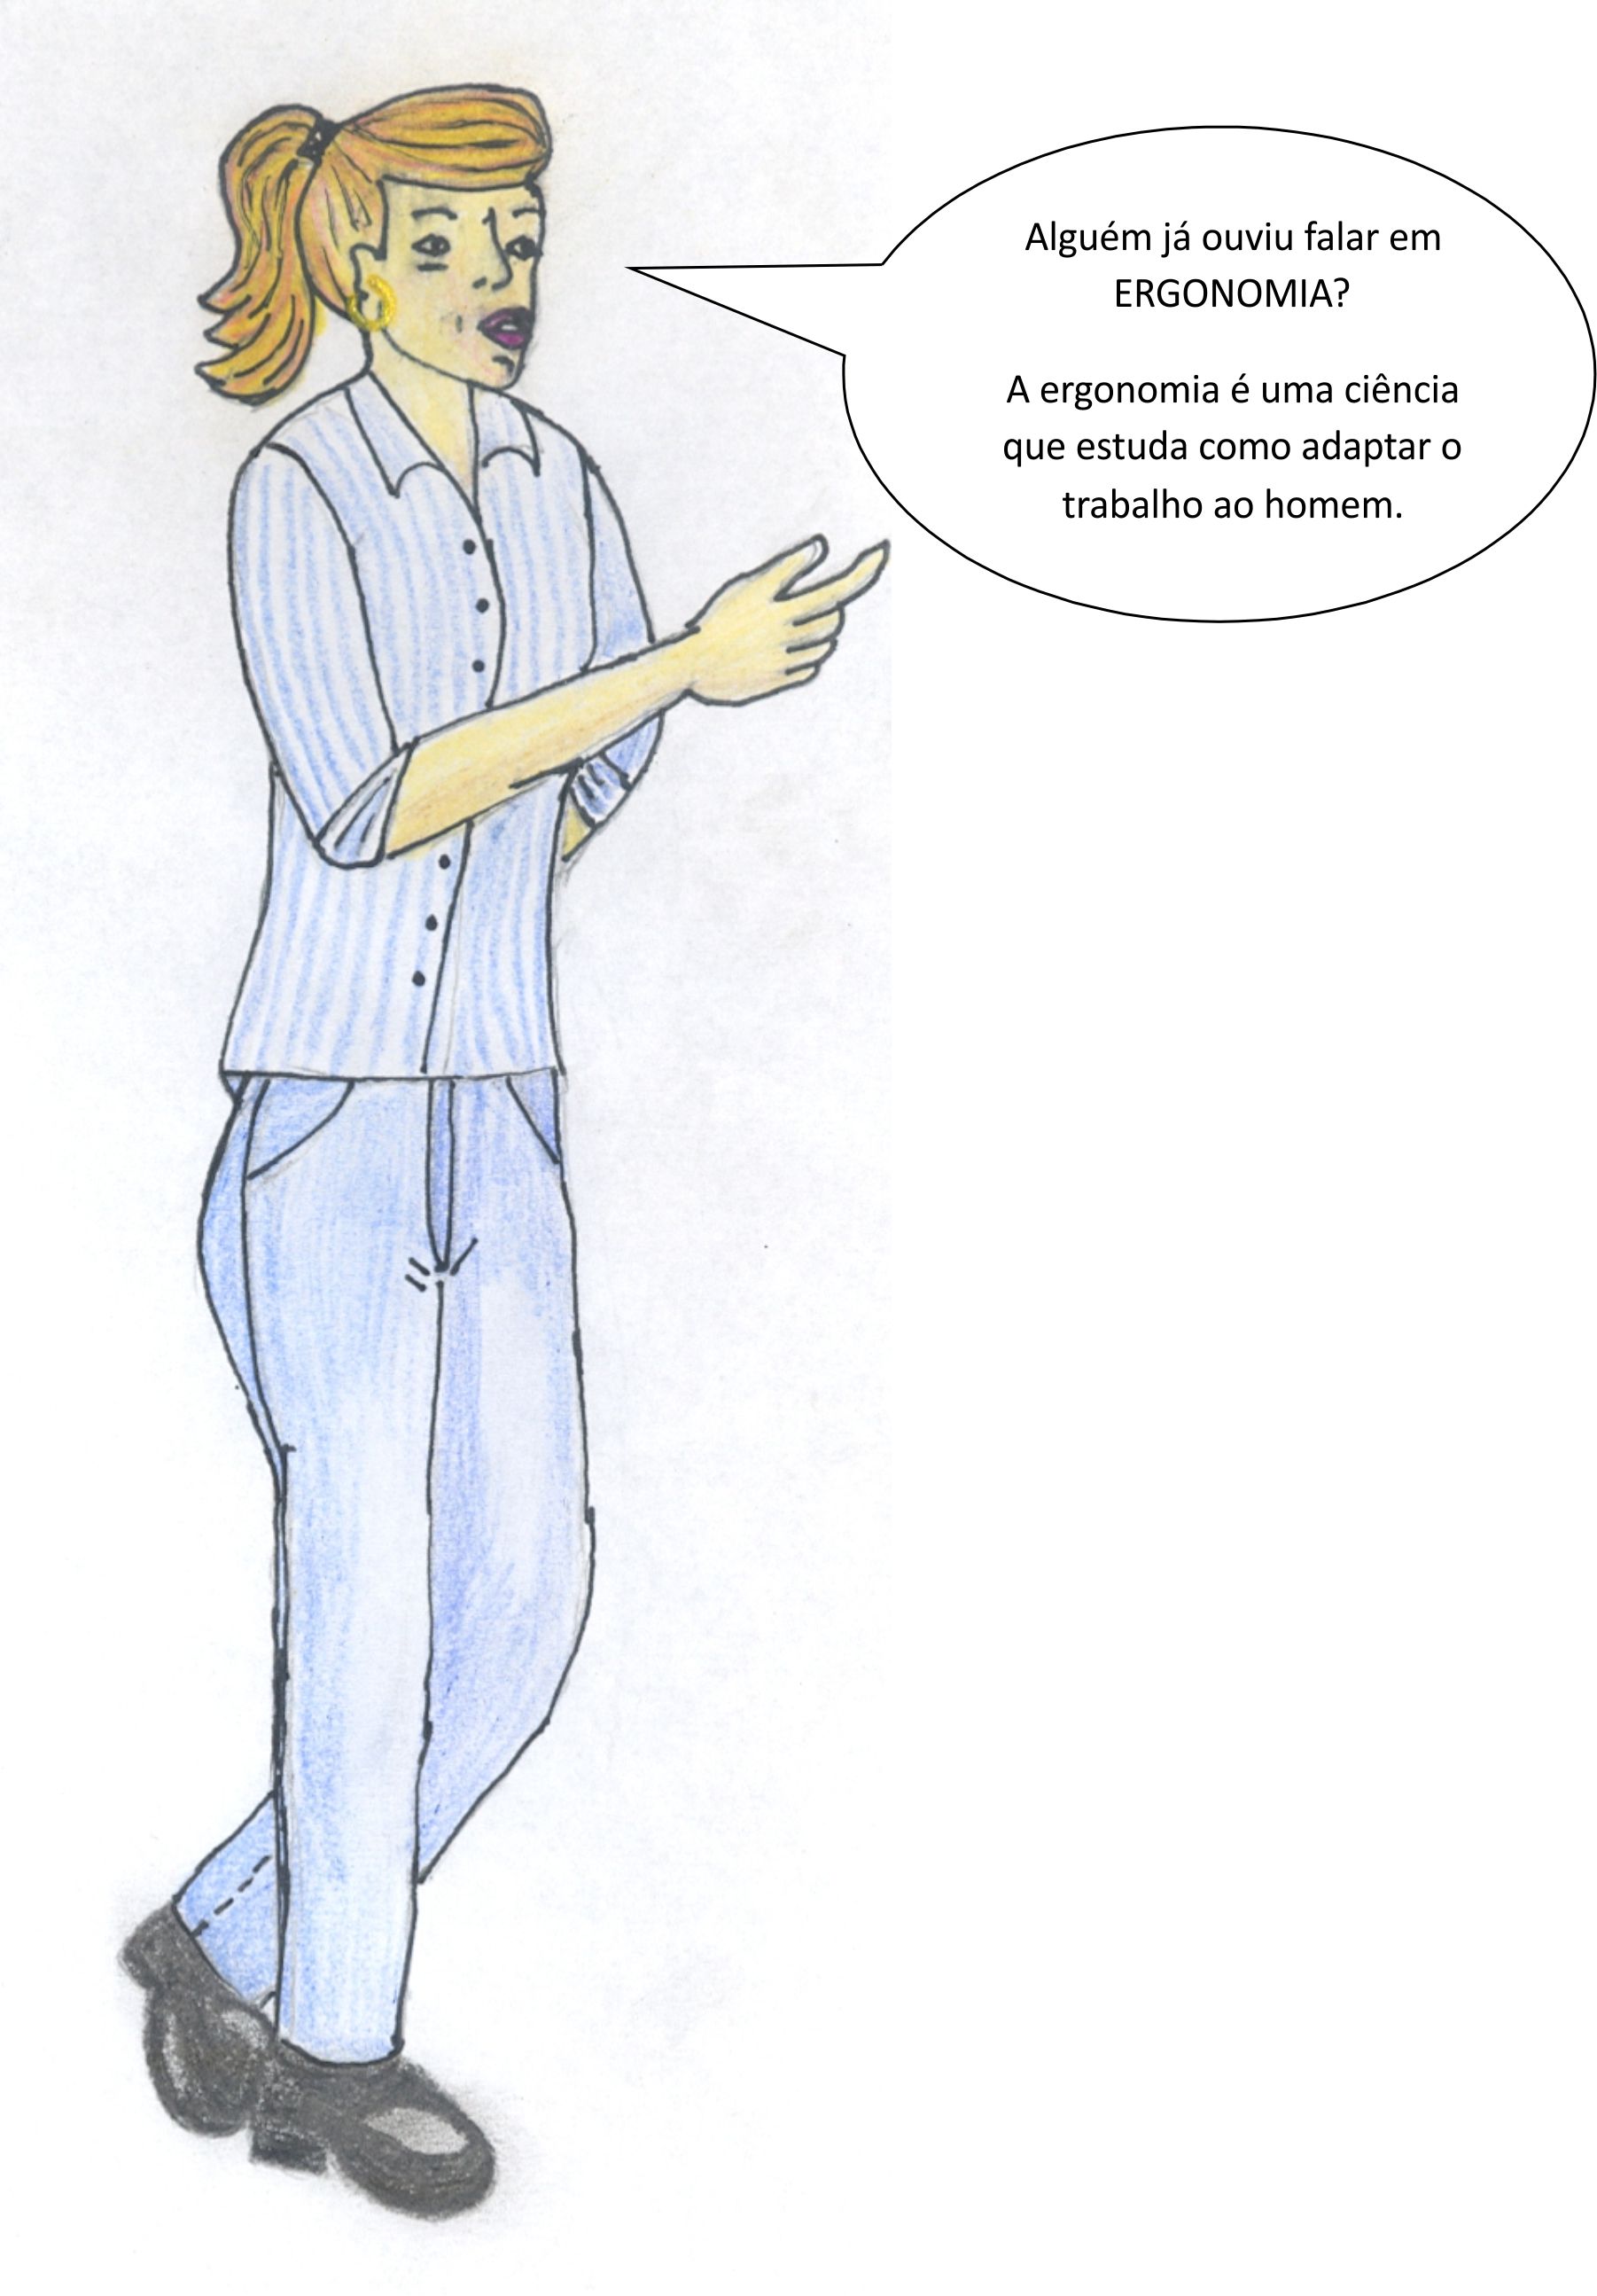 Alguém já ouviu falar em
ERGONOMIA?
A ergonomia é uma ciência
que estuda como adaptar o
trabalho ao homem.